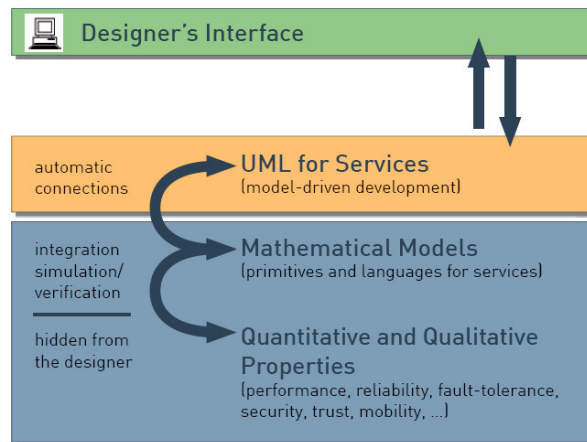 Designer's Interface
automatic
connections
UML for Services
(model-driven development)
integration
simulation/
verification
hidden from
the designer
Mathematical Models
(primitives and languages for services)
Quantitative and Qualitative
Properties
(performance, reliability, fault-tolerance,
security, trust, mobility, ...)